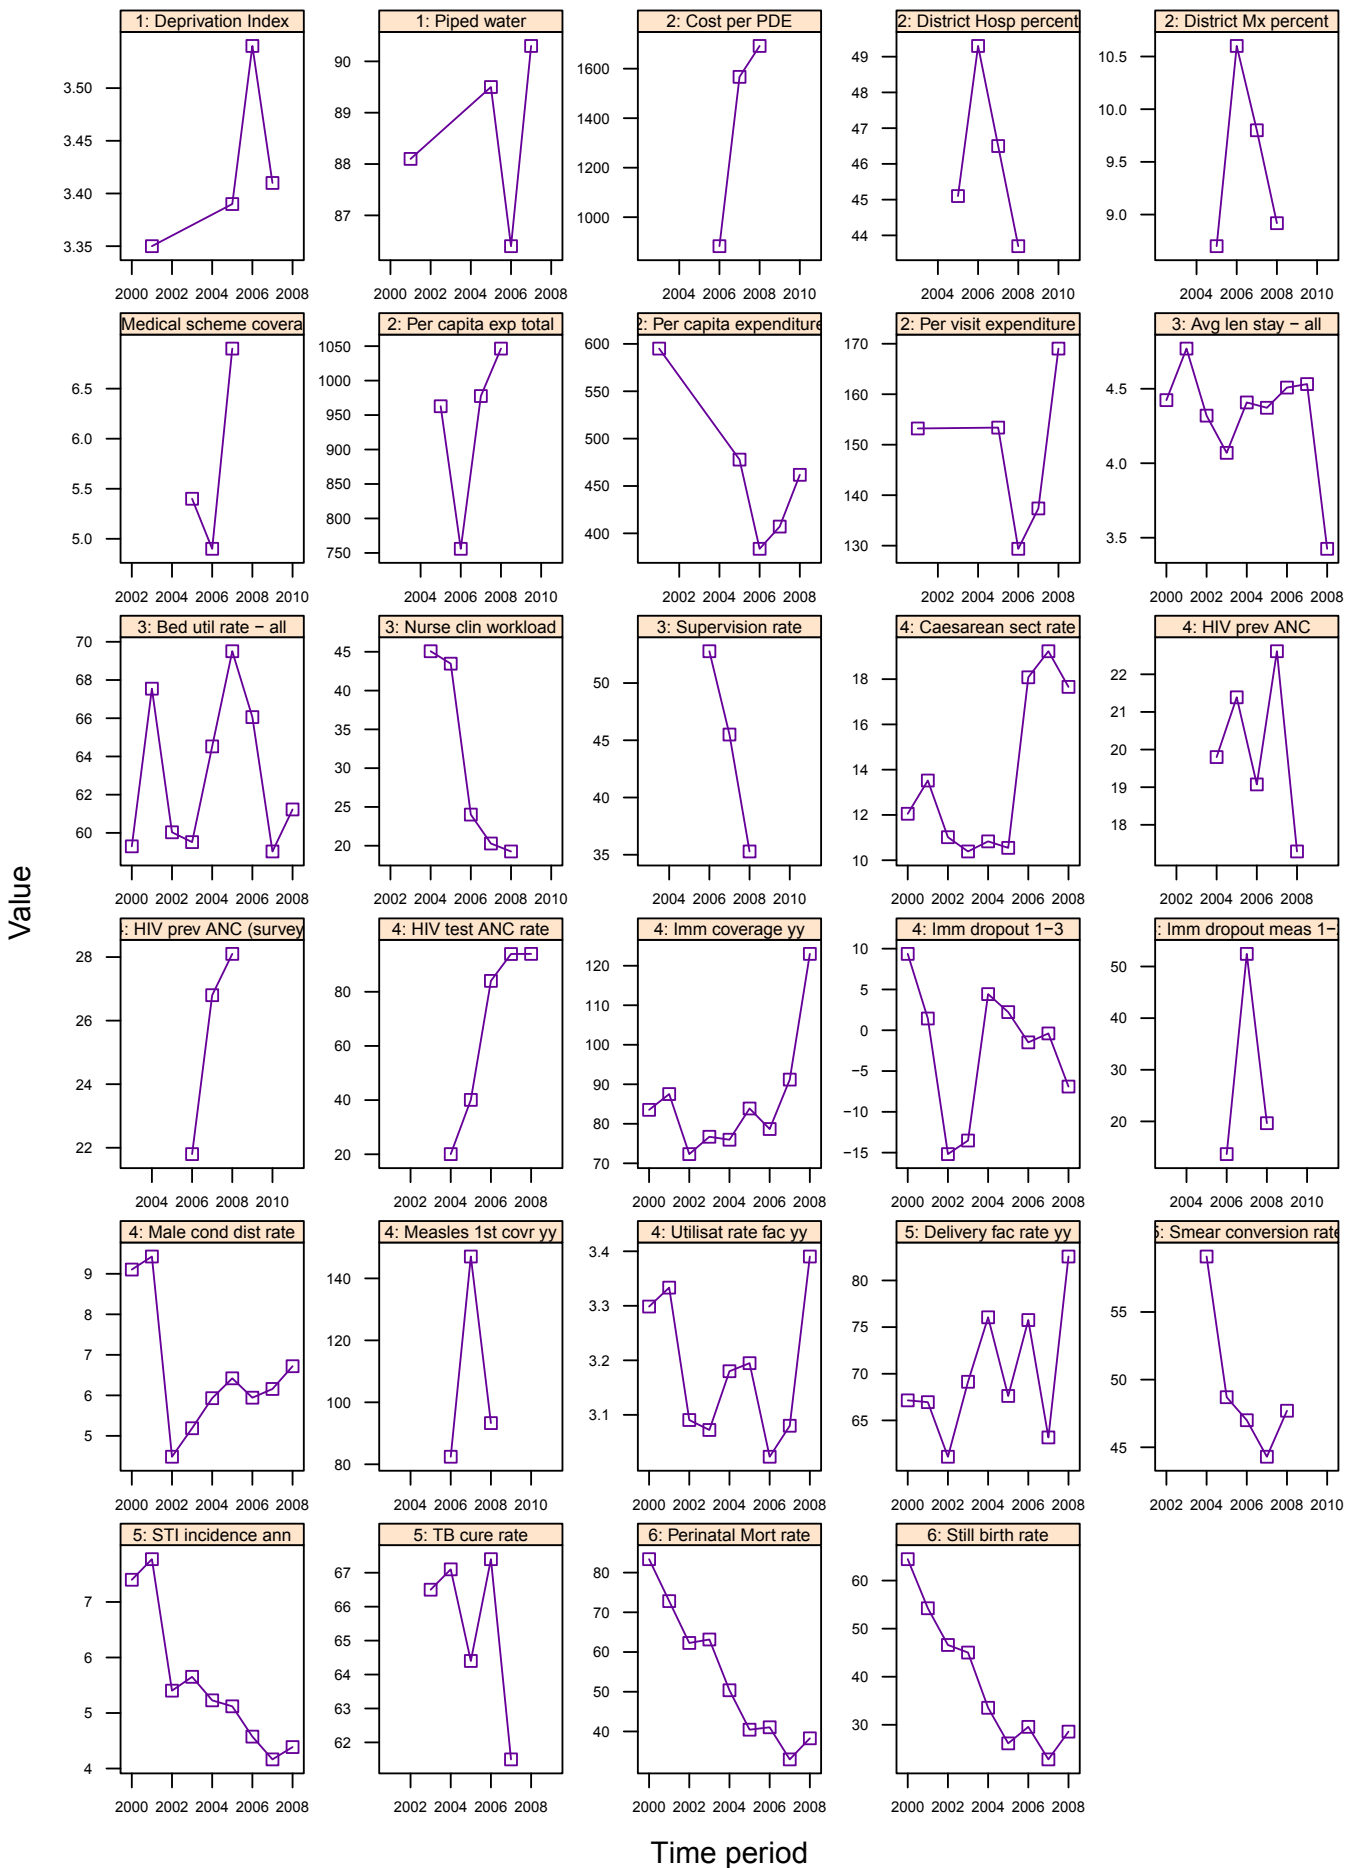 Value
1: Deprivation Index
3.50
3.45
3.40
3.35
2000 2002 2004 2006 2008
1: Piped water
90
89
88
87
2000 2002 2004 2006 2008
2: Cost per PDE
1600
1400
1200
1000
2004 2006 2008 2010
2: District Hosp percent
49
48
47
46
45
44
2004 2006 2008 2010
2: District Mx percent
10.5
10.0
9.5
9.0
2004 2006 2008 2010
Medical scheme covera
6.5
6.0
5.5
5.0
2002 2004 2006 2008 2010
2: Per capita exp total
1050
1000
950
900
850
800
750
2004 2006 2008 2010
2: Per capita expenditure
600
550
500
450
400
2002 2004 2006 2008
2: Per visit expenditure
170
160
150
140
130
2002 2004 2006 2008
3: Avg len stay − all
4.5
4.0
3.5
2000 2002 2004 2006 2008
3: Bed util rate − all
70
68
66
64
62
60
2000 2002 2004 2006 2008
3: Nurse clin workload
45
40
35
30
25
20
2002 2004 2006 2008 2010
3: Supervision rate
50
45
40
35
2004 2006 2008 2010
4: Caesarean sect rate
18
16
14
12
10
2000 2002 2004 2006 2008
4: HIV prev ANC
22
21
20
19
18
2002 2004 2006 2008
: HIV prev ANC (survey
28
26
24
22
2004 2006 2008 2010
4: HIV test ANC rate
80
60
40
20
2002 2004 2006 2008
4: Imm coverage yy
120
110
100
90
80
70
2000 2002 2004 2006 2008
4: Imm dropout 1−3
10
5
0
−5
−10
−15
2000 2002 2004 2006 2008
: Imm dropout meas 1−
50
40
30
20
2004 2006 2008 2010
4: Male cond dist rate
9
8
7
6
5
2000 2002 2004 2006 2008
4: Measles 1st covr yy
140
120
100
80
2004 2006 2008 2010
4: Utilisat rate fac yy
3.4
3.3
3.2
3.1
2000 2002 2004 2006 2008
5: Delivery fac rate yy
80
75
70
65
2000 2002 2004 2006 2008
5: Smear conversion rate
55
50
45
2002 2004 2006 2008 2010
5: STI incidence ann
7
6
5
4
2000 2002 2004 2006 2008
5: TB cure rate
67
66
65
64
63
62
2002 2004 2006 2008
6: Perinatal Mort rate
80
70
60
50
40
2000 2002 2004 2006 2008
6: Still birth rate
60
50
40
30
2000 2002 2004 2006 2008
Time period